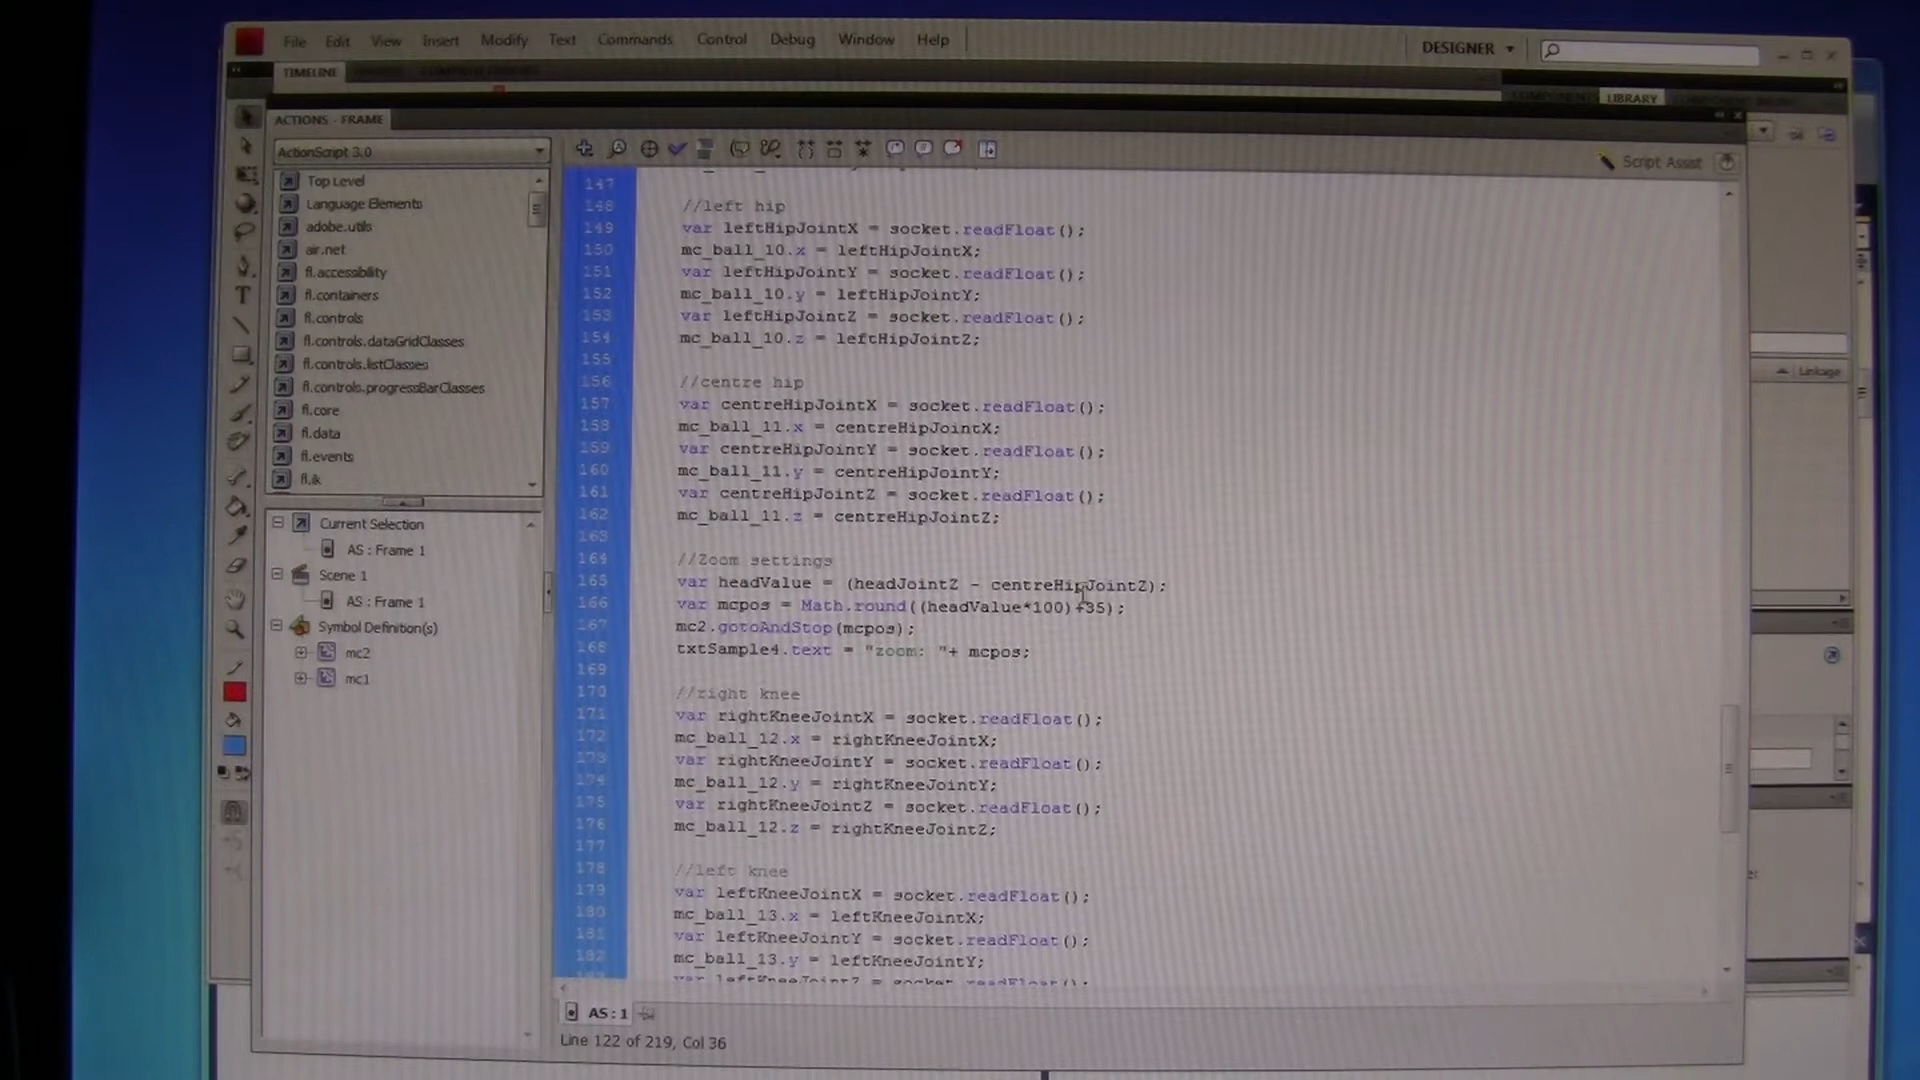 File Edit View Insert Modify Text Commands Control Debug Window Help
DESIGNER
TIMELINE
LIBRARY
ACTIONS - FRAME
ActionScript 3.0
Script Assist
Top Level
Language Elements
adobe.utils
air.net
fl.accessibility
fl.containers
fl.controls
fl.controls.dataGridClasses
fl.controls.listClasses
fl.controls.progressBarClasses
fl.core
fl.data
fl.events
fl.ik
Current Selection
AS : Frame 1
Scene 1
AS : Frame 1
Symbol Definition(s)
mc2
mc1
147
148 //left hip
149 var leftHipJointX = socket.readFloat();
150 mc_ball_10.x = leftHipJointX;
151 var leftHipJointY = socket.readFloat();
152 mc_ball_10.y = leftHipJointY;
153 var leftHipJointZ = socket.readFloat();
154 mc_ball_10.z = leftHipJointZ;
155
156 //centre hip
157 var centreHipJointX = socket.readFloat();
158 mc_ball_11.x = centreHipJointX;
159 var centreHipJointY = socket.readFloat();
160 mc_ball_11.y = centreHipJointY;
161 var centreHipJointZ = socket.readFloat();
162 mc_ball_11.z = centreHipJointZ;
163
164 //Zoom settings
165 var headValue = (headJointZ - centreHipJointZ);
166 var mcpos = Math.round((headValue*100)+35);
167 mc2.gotoAndStop(mcpos);
168 txtSample4.text = "zoom: "+ mcpos;
169
170 //right knee
171 var rightKneeJointX = socket.readFloat();
172 mc_ball_12.x = rightKneeJointX;
173 var rightKneeJointY = socket.readFloat();
174 mc_ball_12.y = rightKneeJointY;
175 var rightKneeJointZ = socket.readFloat();
176 mc_ball_12.z = rightKneeJointZ;
177
178 //left knee
179 var leftKneeJointX = socket.readFloat();
180 mc_ball_13.x = leftKneeJointX;
181 var leftKneeJointY = socket.readFloat();
182 mc_ball_13.y = leftKneeJointY;
183 var leftKneeJointZ = socket.readFloat();
Linkage
AS : 1
Line 122 of 219, Col 36